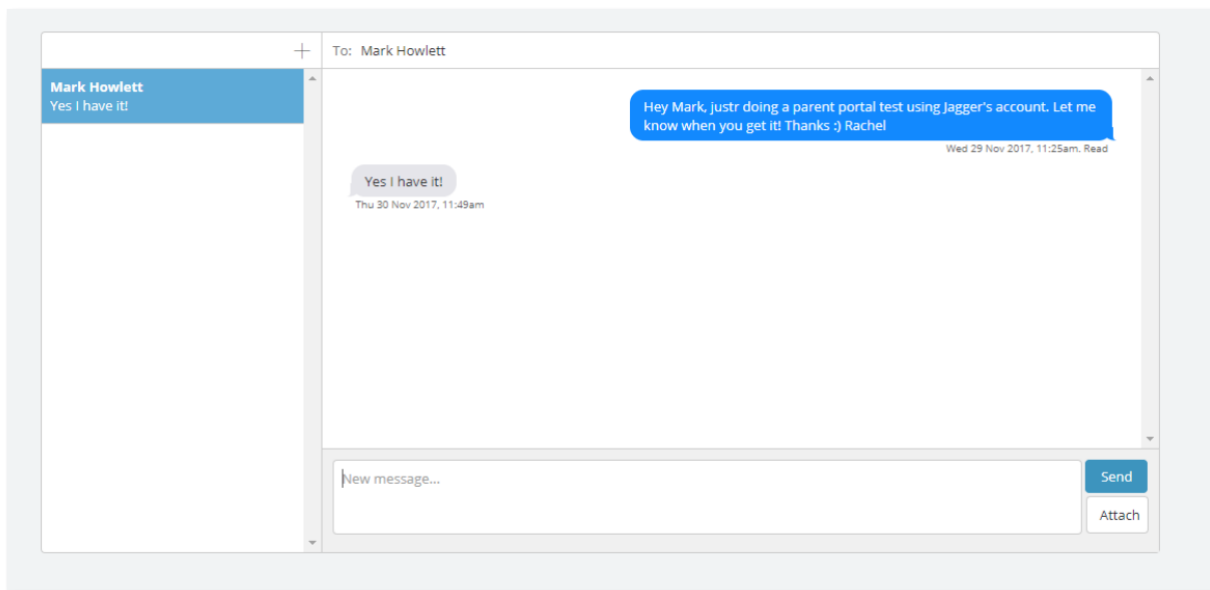 To: Mark Howlett
Mark Howlett
Yes I have it!
Hey Mark, justr doing a parent portal test using Jagger's account. Let me
know when you get it! Thanks :) Rachel
Wed 29 Nov 2017, 11:25am. Read
Yes I have it!
Thu 30 Nov 2017, 11:49am
New message...
Send
Attach